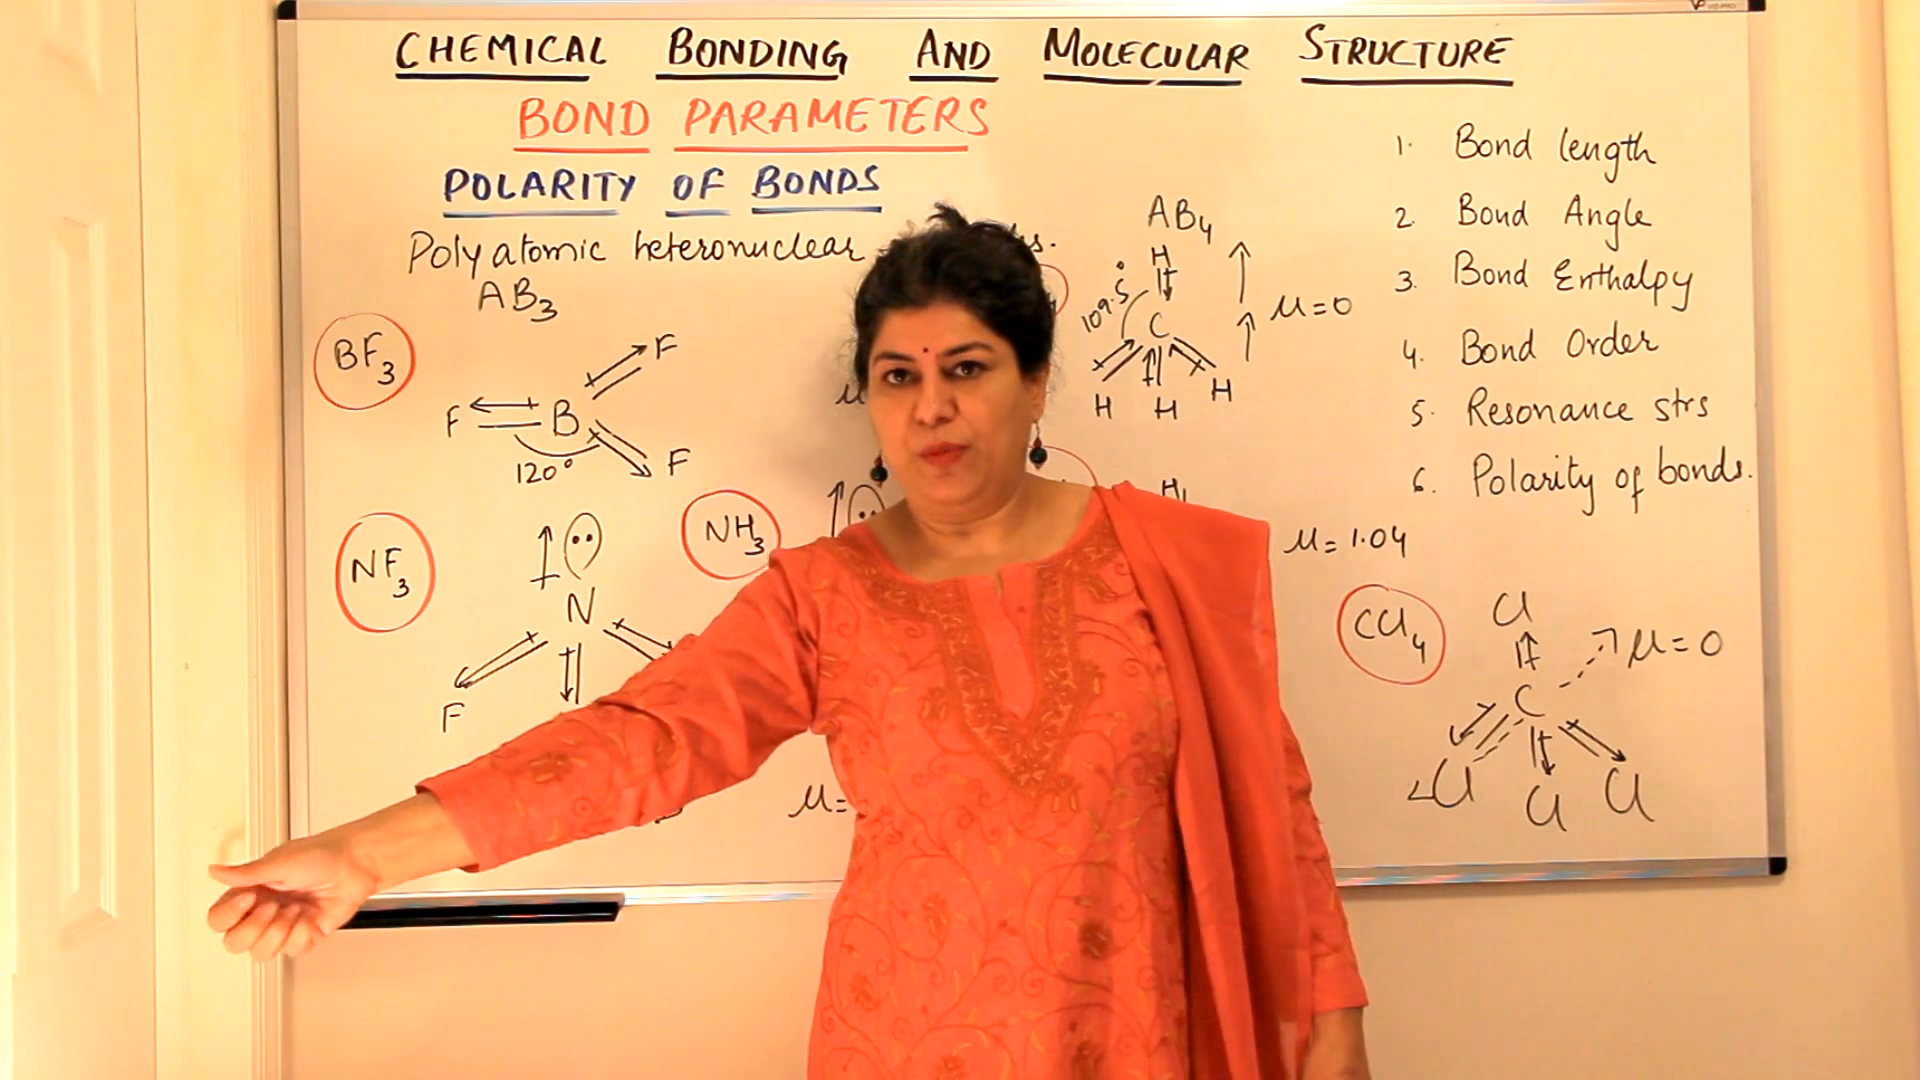 CHEMICAL BONDING AND MOLECULAR STRUCTURE
BOND PARAMETERS
POLARITY OF BONDS
Polyatomic heteronuclear
AB3
BF3
F
F
B
F
120°
NF3
N
F
NH3
μ
μ=
AB4
H
109.5°
C
H H H
μ=0
H
μ=1.04
CCl4
Cl
C
μ=0
Cl Cl Cl
1. Bond length
2. Bond Angle
3. Bond Enthalpy
4. Bond Order
5. Resonance strs
6. Polarity of bonds.